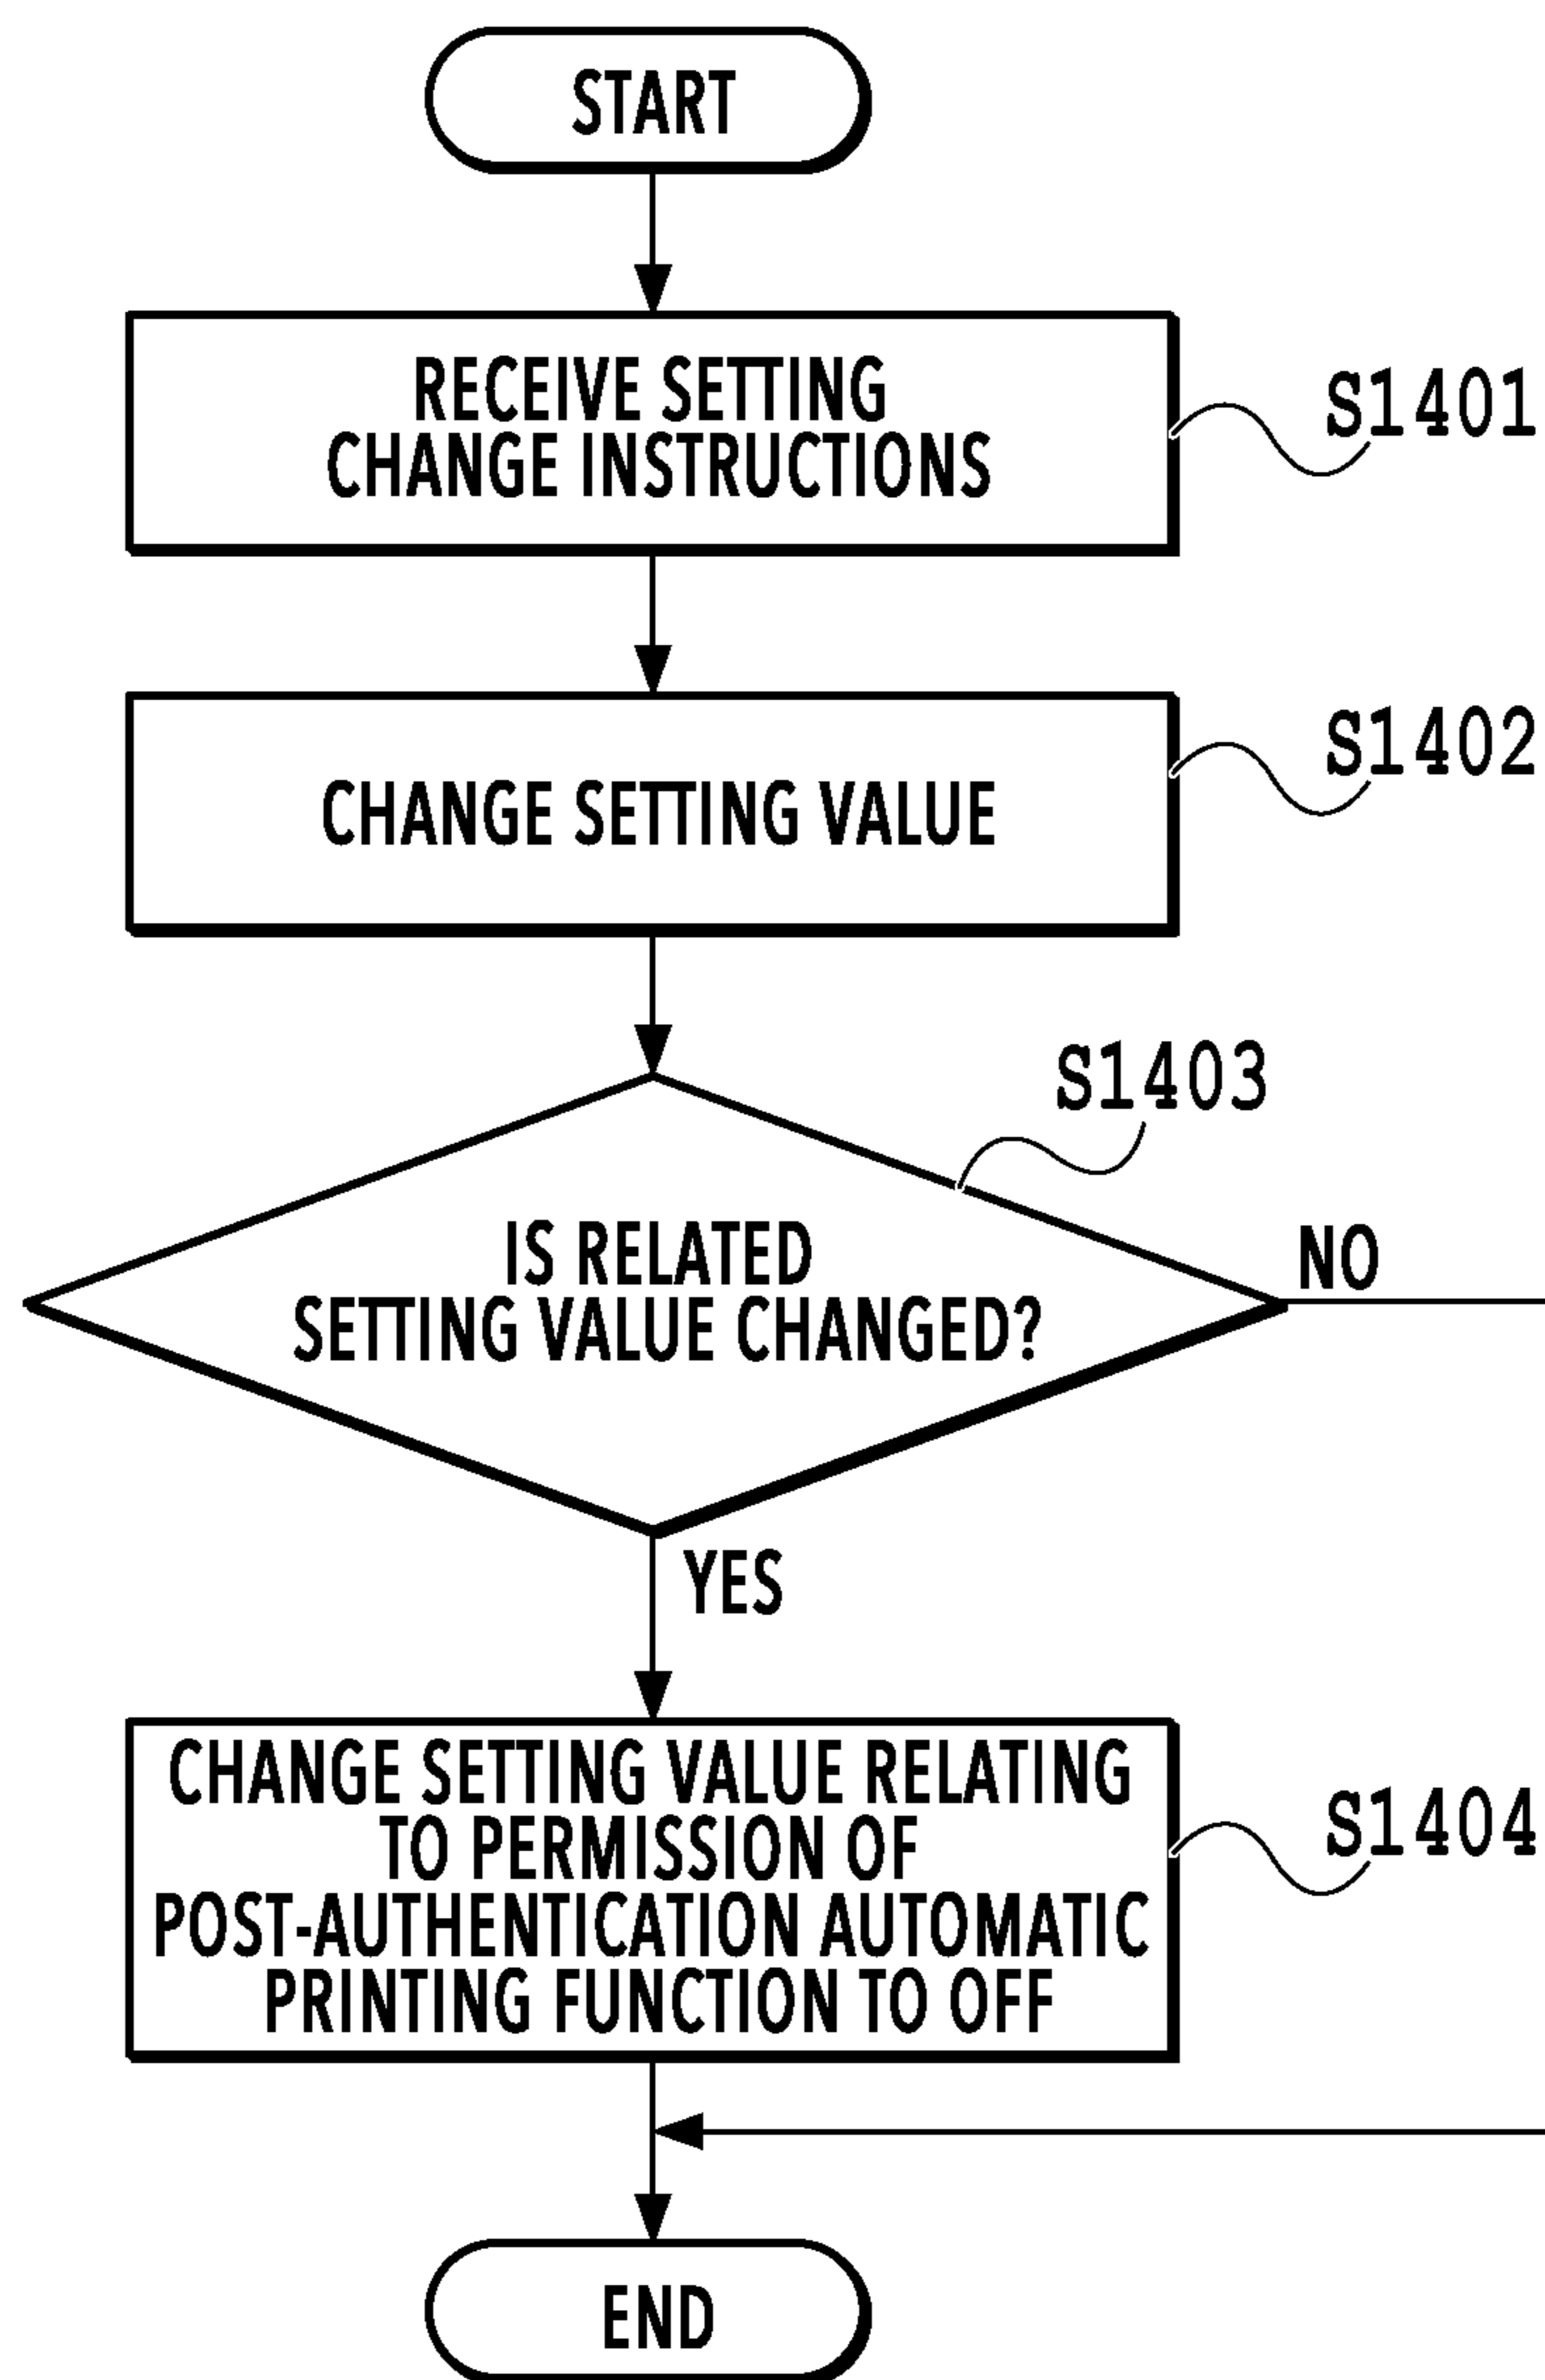 START
RECEIVE SETTING
CHANGE INSTRUCTIONS
S1401
CHANGE SETTING VALUE
S1402
S1403
IS RELATED
SETTING VALUE CHANGED?
NO
YES
CHANGE SETTING VALUE RELATING
TO PERMISSION OF
POST-AUTHENTICATION AUTOMATIC
PRINTING FUNCTION TO OFF
S1404
END